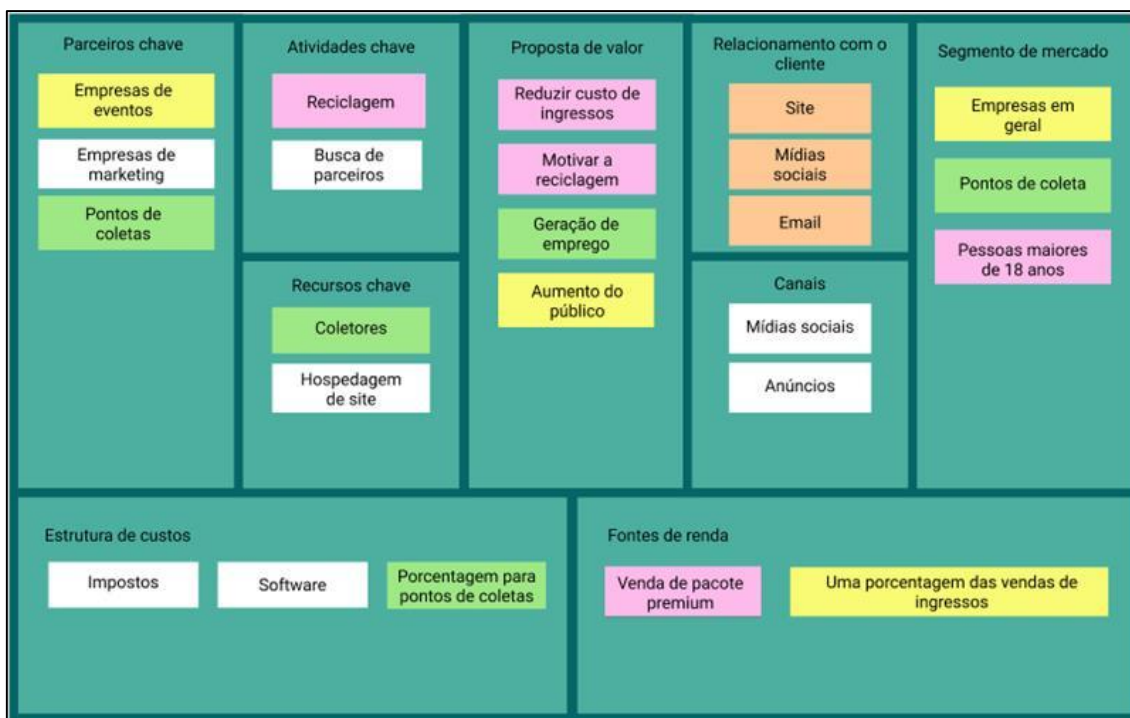 Parceiros chave
Empresas de
eventos
Empresas de
marketing
Pontos de
coletas
Atividades chave
Reciclagem
Busca de
parceiros
Recursos chave
Coletores
Hospedagem
de site
Proposta de valor
Reduzir custo de
ingressos
Motivar a
reciclagem
Geração de
emprego
Aumento do
público
Relacionamento com o
cliente
Site
Mídias
sociais
Email
Canais
Mídias sociais
Anúncios
Segmento de mercado
Empresas em
geral
Pontos de coleta
Pessoas maiores
de 18 anos
Estrutura de custos
Impostos
Software
Porcentagem para
pontos de coletas
Fontes de renda
Venda de pacote
premium
Uma porcentagem das vendas de
ingressos